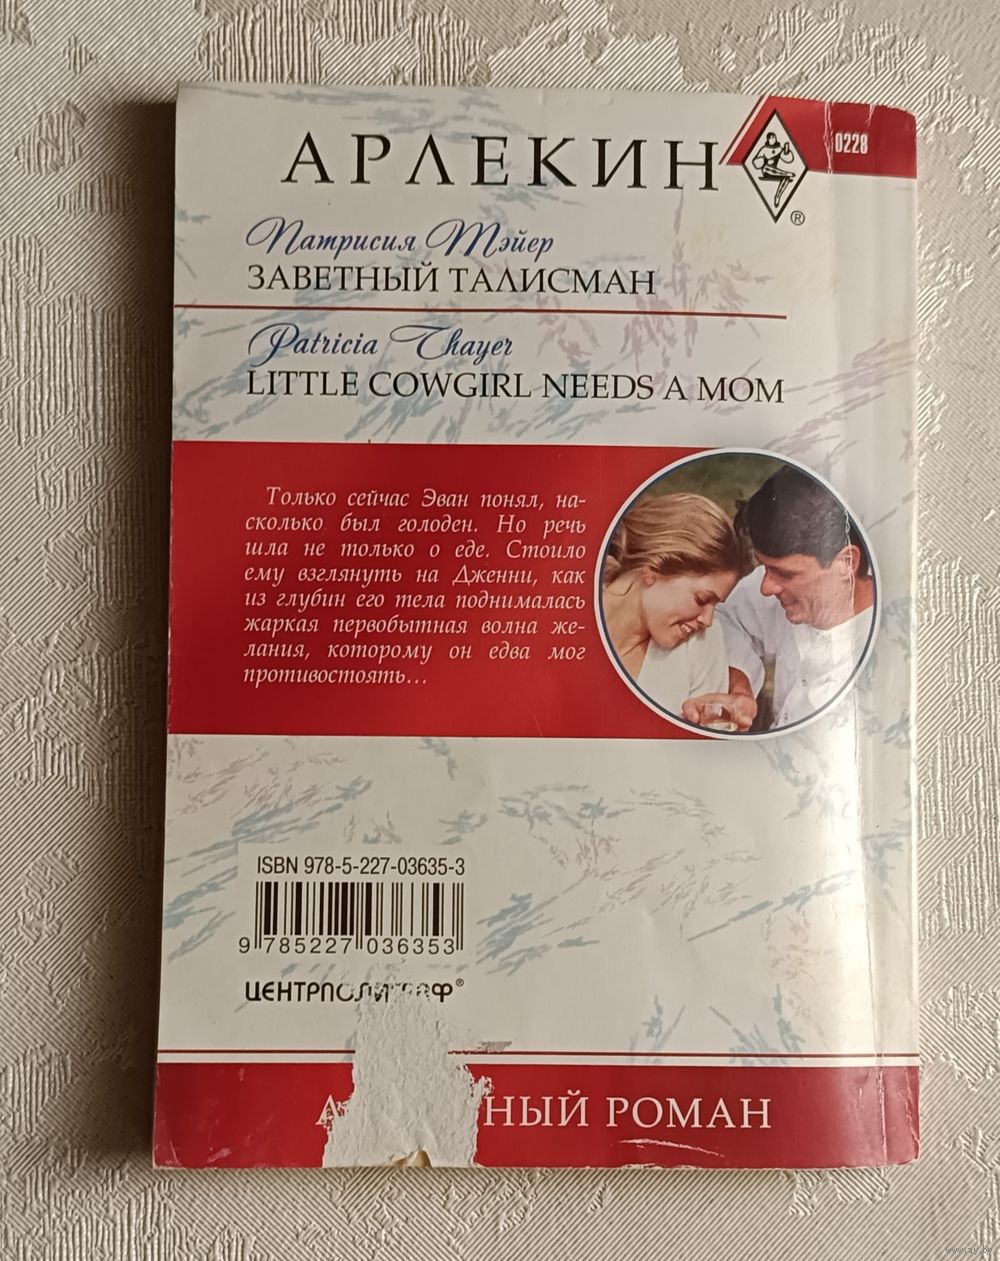 АРЛЕКИН
0228
®
Патрисия Тэйер
ЗАВЕТНЫЙ ТАЛИСМАН
Patricia Thayer
LITTLE COWGIRL NEEDS A MOM
Только сейчас Эван понял, на-
сколько был голоден. Но речь
шла не только о еде. Стоило
ему взглянуть на Дженни, как
из глубин его тела поднималась
жаркая первобытная волна же-
лания, которому он едва мог
противостоять...
ISBN 978-5-227-03635-3
9 785227 036353
ЦЕНТРПОЛИГРАФ®
НЫЙ РОМАН
www.ay.by